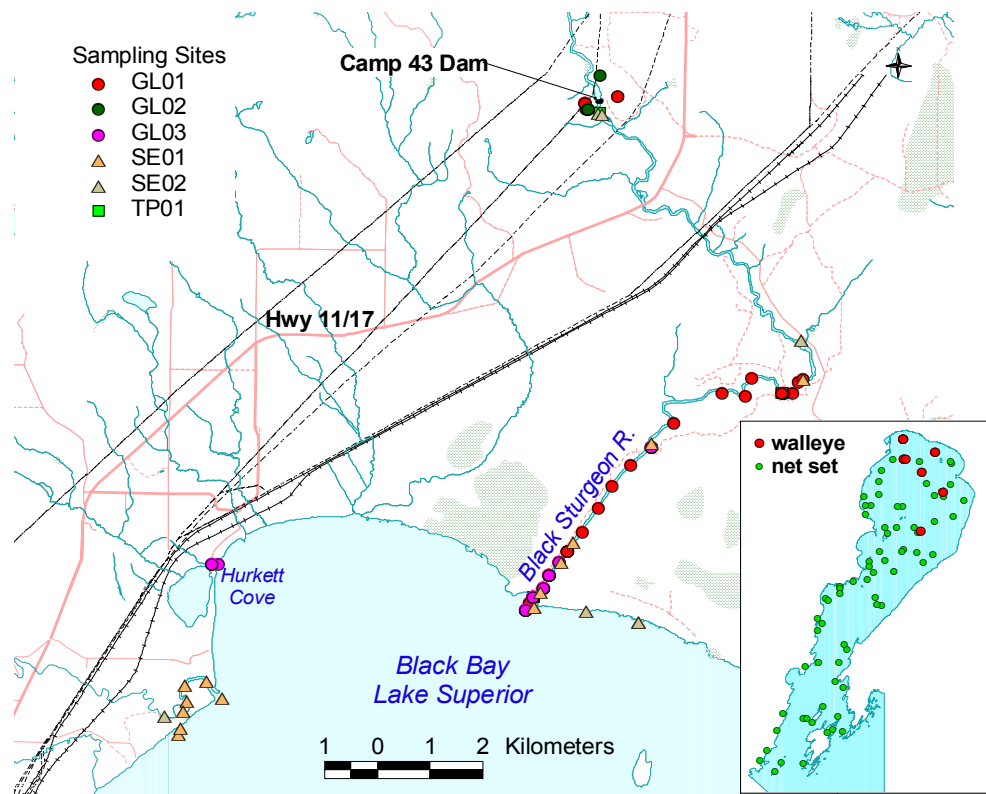 Sampling Sites
GL01
GL02
GL03
SE01
SE02
TP01
Camp 43 Dam
Hwy 11/17
Black Sturgeon R.
Hurkett
Cove
Black Bay
Lake Superior
1 0 1 2 Kilometers
walleye
net set